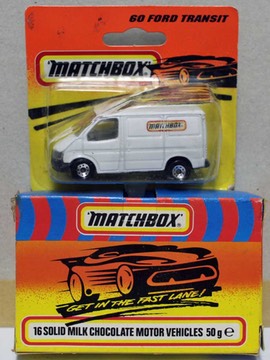 60 FORD TRANSIT
MATCHBOX
MATCHBOX
MATCHBOX
GET IN THE FAST LANE!
16 SOLID MILK CHOCOLATE MOTOR VEHICLES 50 g e